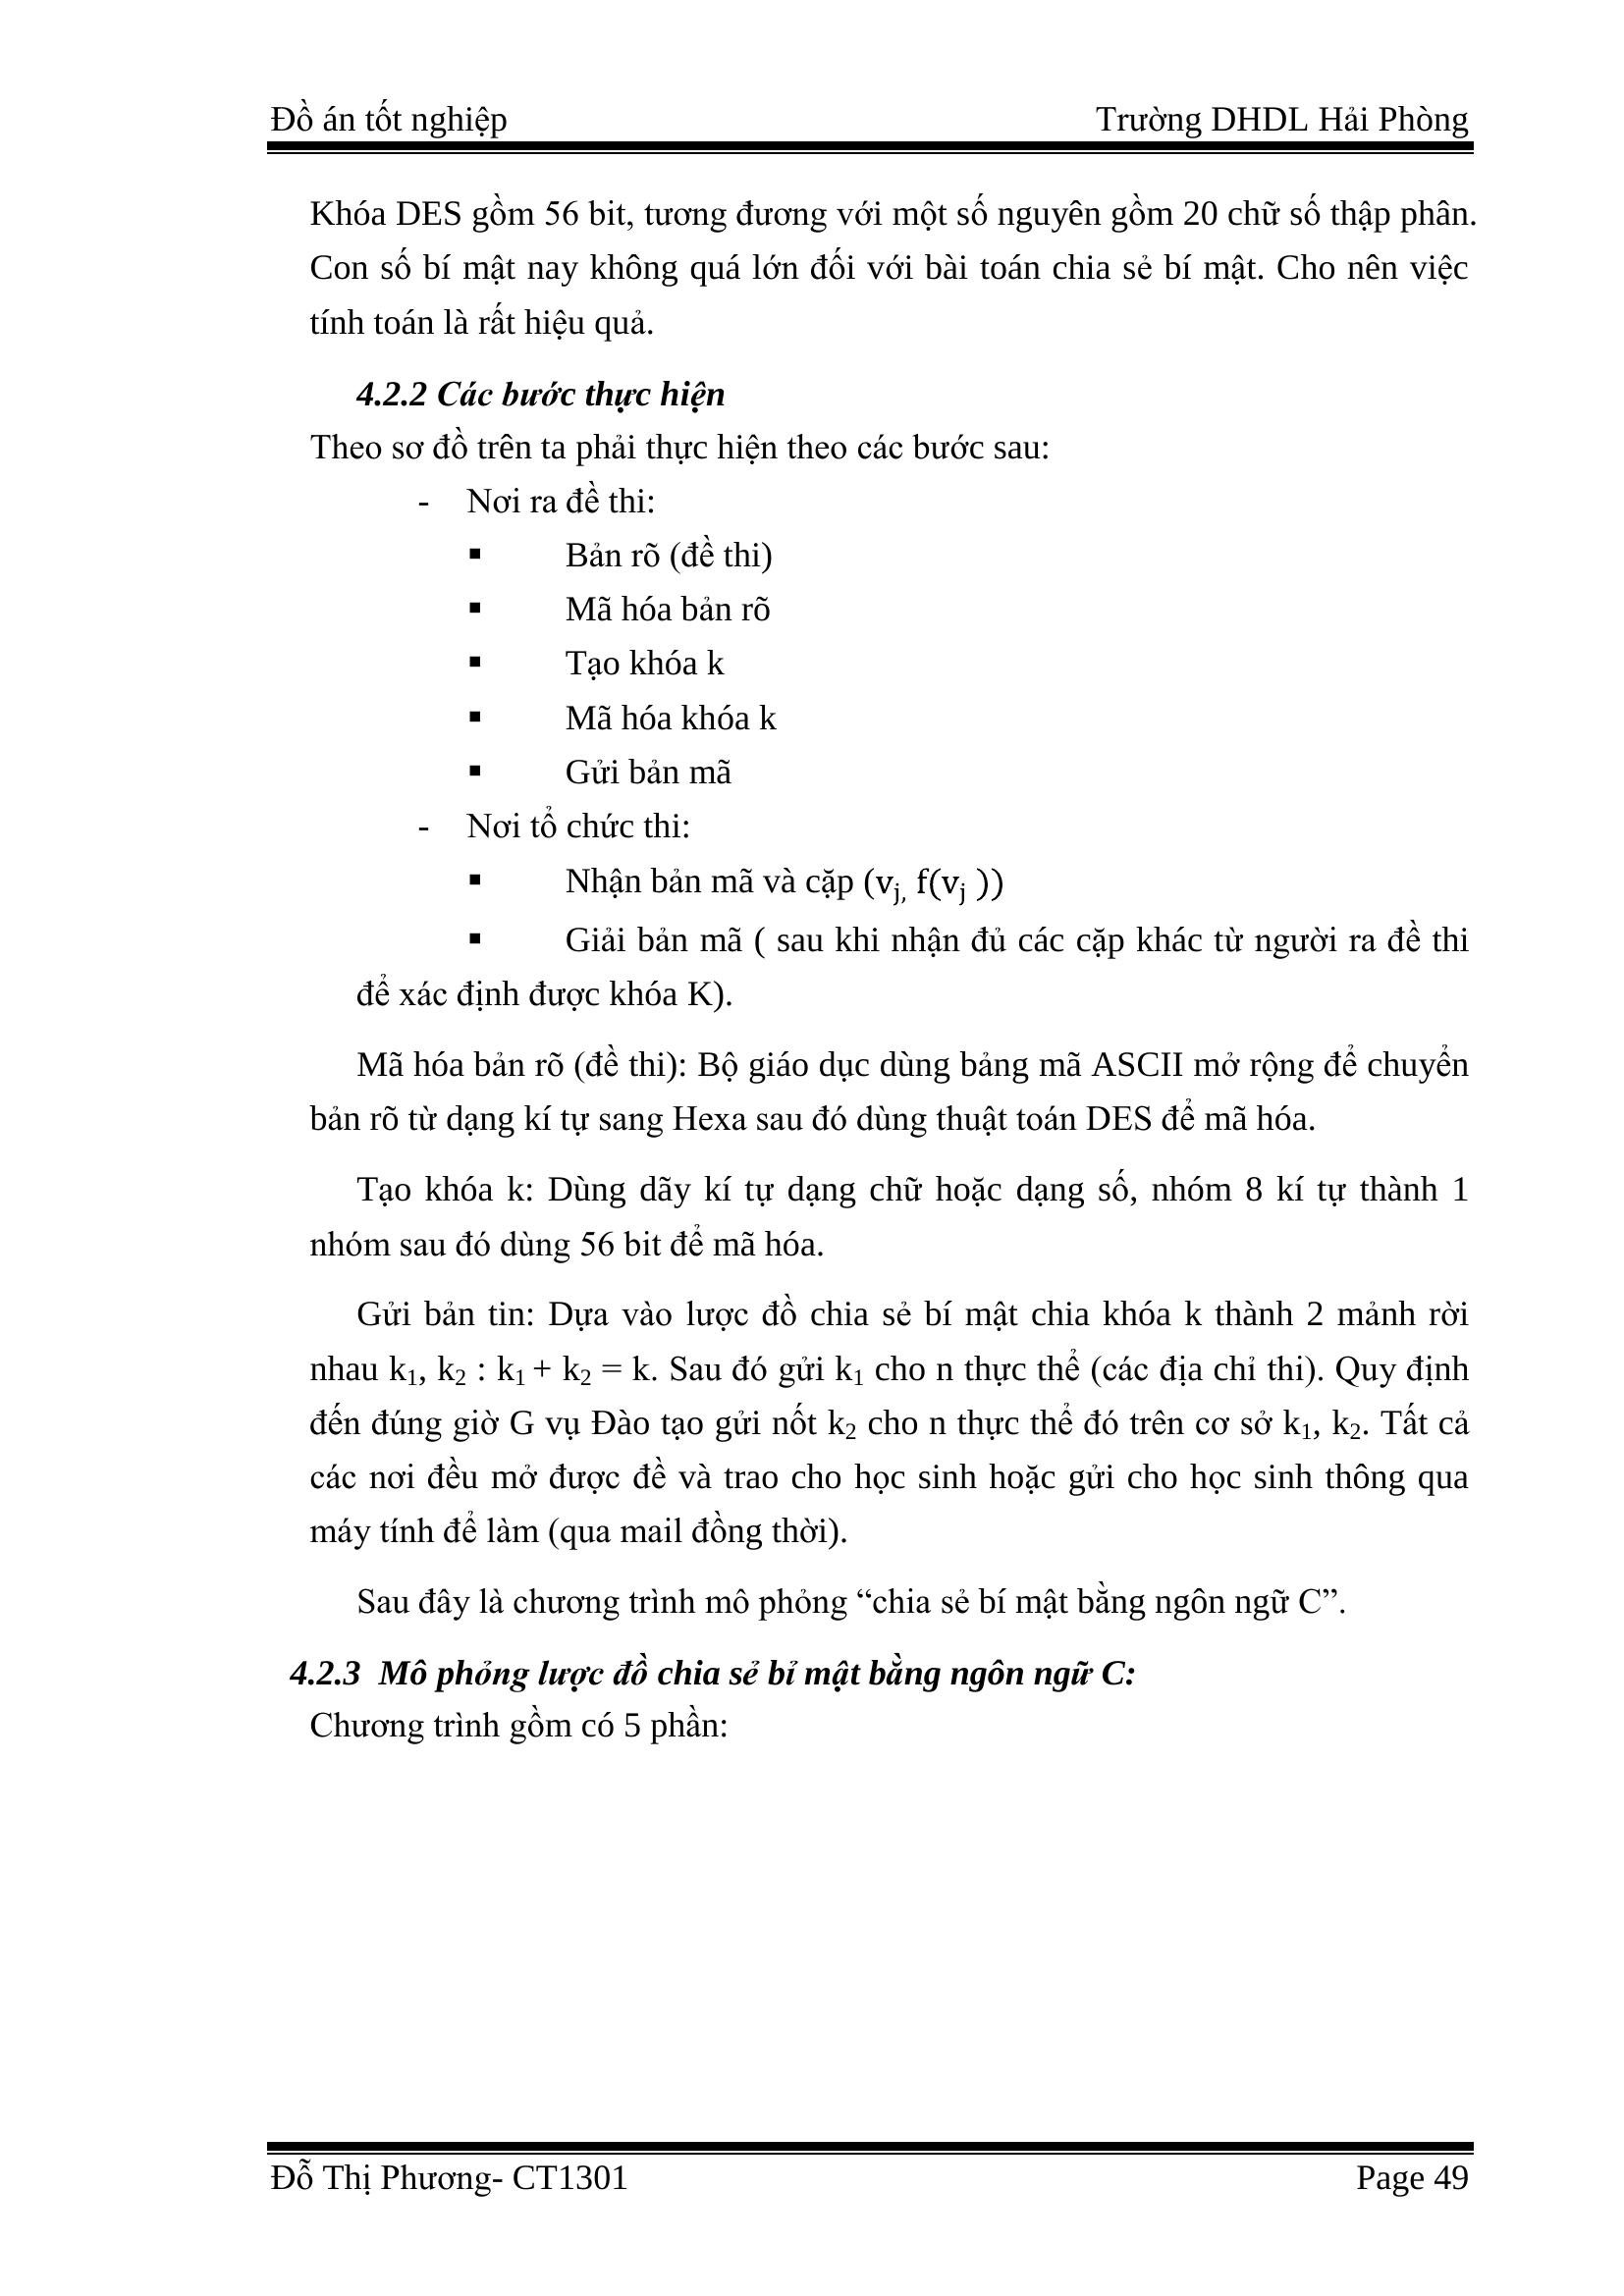 Đồ án tốt nghiệp Trường DHDL Hải Phòng
Khóa DES gồm 56 bit, tương đương với một số nguyên gồm 20 chữ số thập phân.
Con số bí mật nay không quá lớn đối với bài toán chia sẻ bí mật. Cho nên việc
tính toán là rất hiệu quả.
4.2.2 Các bước thực hiện
Theo sơ đồ trên ta phải thực hiện theo các bước sau:
- Nơi ra đề thi:
▪ Bản rõ (đề thi)
▪ Mã hóa bản rõ
▪ Tạo khóa k
▪ Mã hóa khóa k
▪ Gửi bản mã
- Nơi tổ chức thi:
▪ Nhận bản mã và cặp (vj, f(vj ))
▪ Giải bản mã ( sau khi nhận đủ các cặp khác từ người ra đề thi
để xác định được khóa K).
Mã hóa bản rõ (đề thi): Bộ giáo dục dùng bảng mã ASCII mở rộng để chuyển
bản rõ từ dạng kí tự sang Hexa sau đó dùng thuật toán DES để mã hóa.
Tạo khóa k: Dùng dãy kí tự dạng chữ hoặc dạng số, nhóm 8 kí tự thành 1
nhóm sau đó dùng 56 bit để mã hóa.
Gửi bản tin: Dựa vào lược đồ chia sẻ bí mật chia khóa k thành 2 mảnh rời
nhau k₁, k₂ : k₁ + k₂ = k. Sau đó gửi k₁ cho n thực thể (các địa chỉ thi). Quy định
đến đúng giờ G vụ Đào tạo gửi nốt k₂ cho n thực thể đó trên cơ sở k₁, k₂. Tất cả
các nơi đều mở được đề và trao cho học sinh hoặc gửi cho học sinh thông qua
máy tính để làm (qua mail đồng thời).
Sau đây là chương trình mô phỏng “chia sẻ bí mật bằng ngôn ngữ C”.
4.2.3 Mô phỏng lược đồ chia sẻ bỉ mật bằng ngôn ngữ C:
Chương trình gồm có 5 phần:
Đỗ Thị Phương- CT1301 Page 49